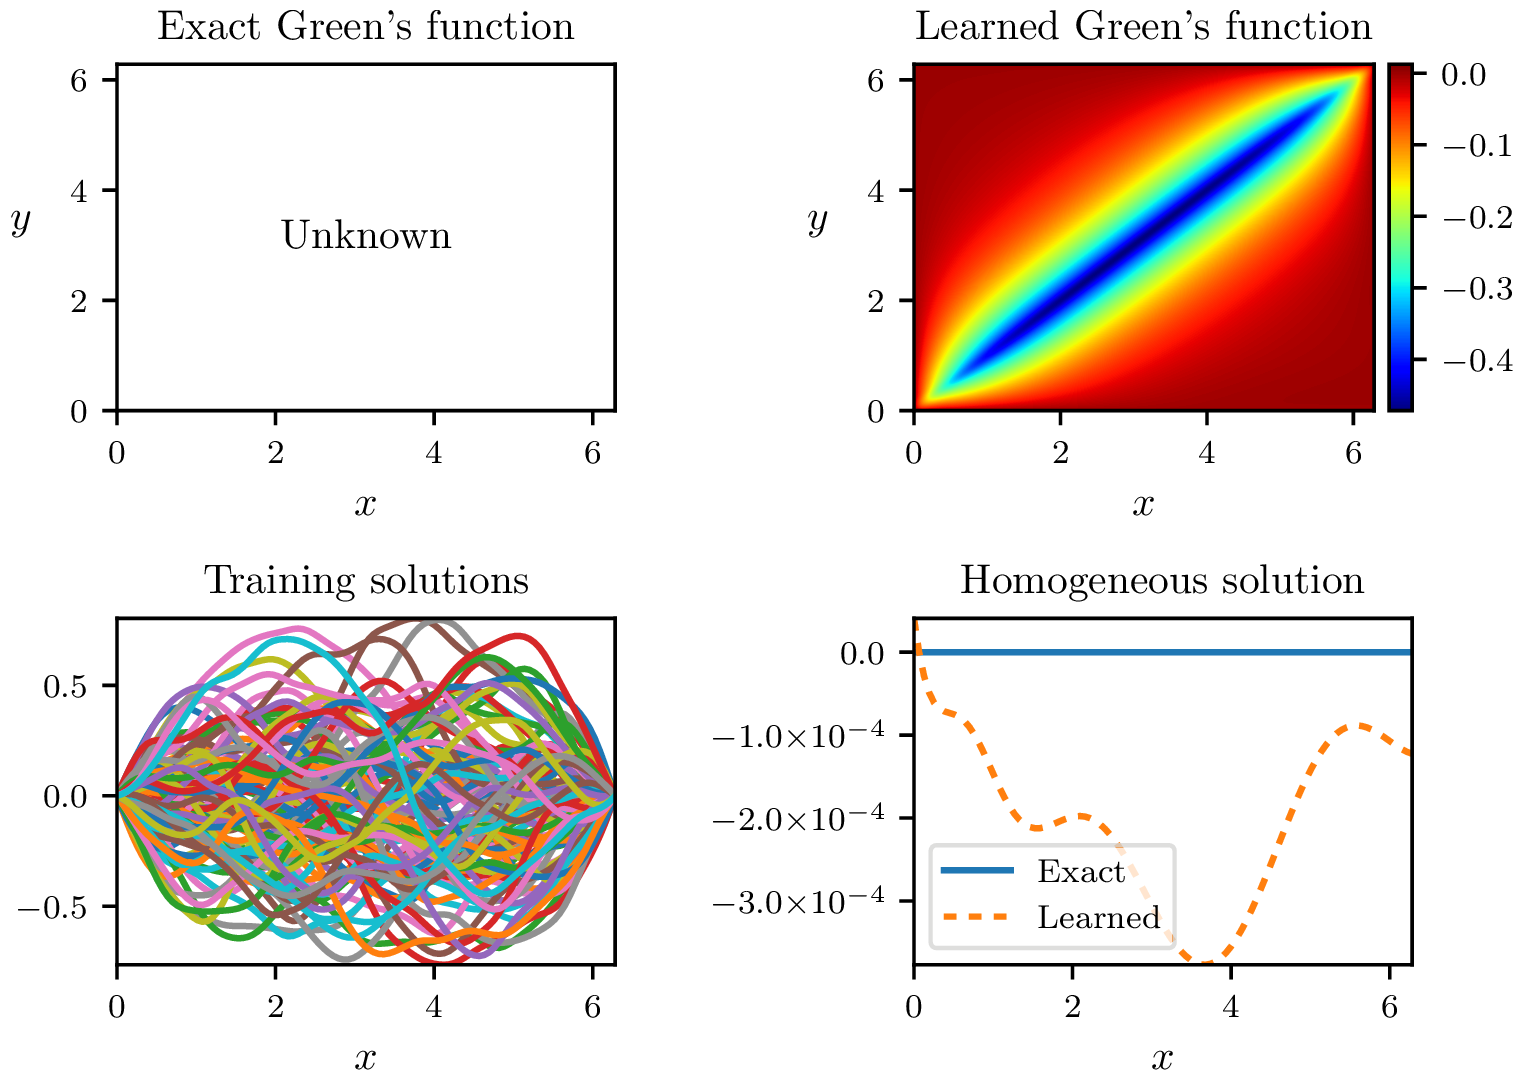 Exact Green's function
6
4
2
0
y
Unknown
0 2 4 6
x
Learned Green's function
6
4
2
0
y
0 2 4 6
x
0.0
−0.1
−0.2
−0.3
−0.4
Training solutions
0.5
0.0
−0.5
0 2 4 6
x
Homogeneous solution
0.0
−1.0×10⁻⁴
−2.0×10⁻⁴
−3.0×10⁻⁴
Exact
Learned
0 2 4 6
x